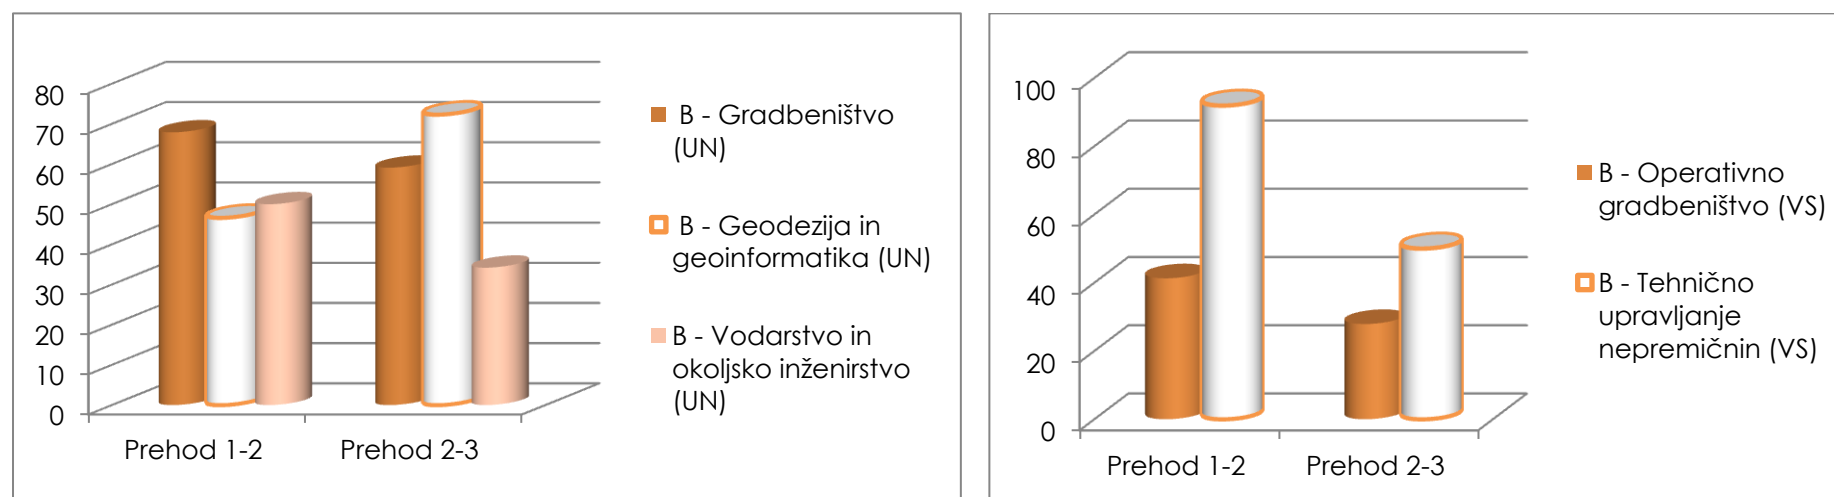 80
70
60
50
40
30
20
10
0
Prehod 1-2
Prehod 2-3
B - Gradbeništvo
(UN)
B - Geodezija in
geoinformatika (UN)
B - Vodarstvo in
okoljsko inženirstvo
(UN)
100
80
60
40
20
0
Prehod 1-2
Prehod 2-3
B - Operativno
gradbeništvo (VS)
B - Tehnično
upravljanje
nepremičnin (VS)